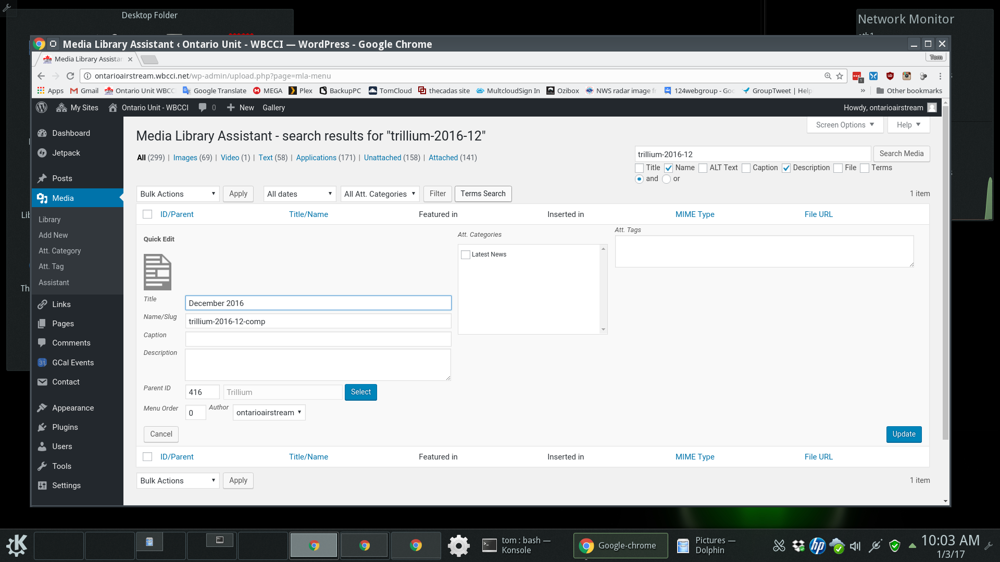 Desktop Folder
Network Monitor
Media Library Assistant ‹ Ontario Unit - WBCCI — WordPress - Google Chrome
Media Library Assistar
Tom
ontarioairstream.wbcci.net/wp-admin/upload.php?page=mla-menu
Apps
Gmail
Ontario Unit WBCC
Google Translate
MEGA
Plex
BackupPC
TomCloud
thecadas site
MultcloudSign In
Ozibox
NWS radar image f
124webgroup - Goo
GroupTweet | Help
»
Other bookmarks
My Sites
Ontario Unit - WBCCI
0
New
Gallery
Howdy, ontarioairstream
Screen Options
Help
Media Library Assistant - search results for "trillium-2016-12"
All (299) | Images (69) | Video (1) | Text (58) | Applications (171) | Unattached (158) | Attached (141)
trillium-2016-12
Search Media
Title Name ALT Text Caption Description File Terms
and or
Bulk Actions
Apply
All dates
All Att. Categories
Filter
Terms Search
1 item
ID/Parent
Title/Name
Featured in
Inserted in
MIME Type
File URL
Quick Edit
Att. Categories
Latest News
Att. Tags
Title
December 2016
Name/Slug
trillium-2016-12-comp
Caption
Description
Parent ID
416
Trillium
Select
Menu Order
0
Author
ontarioairstream
Cancel
Update
ID/Parent
Title/Name
Featured in
Inserted in
MIME Type
File URL
Bulk Actions
Apply
1 item
Dashboard
Jetpack
Posts
Media
Library
Add New
Att. Category
Att. Tag
Assistant
Links
Pages
Comments
31
GCal Events
Contact
Appearance
Plugins
Users
Tools
Settings
Lib
Th
tom : bash —
Konsole
Google-chrome
Pictures —
Dolphin
hp
10:03 AM
1/3/17